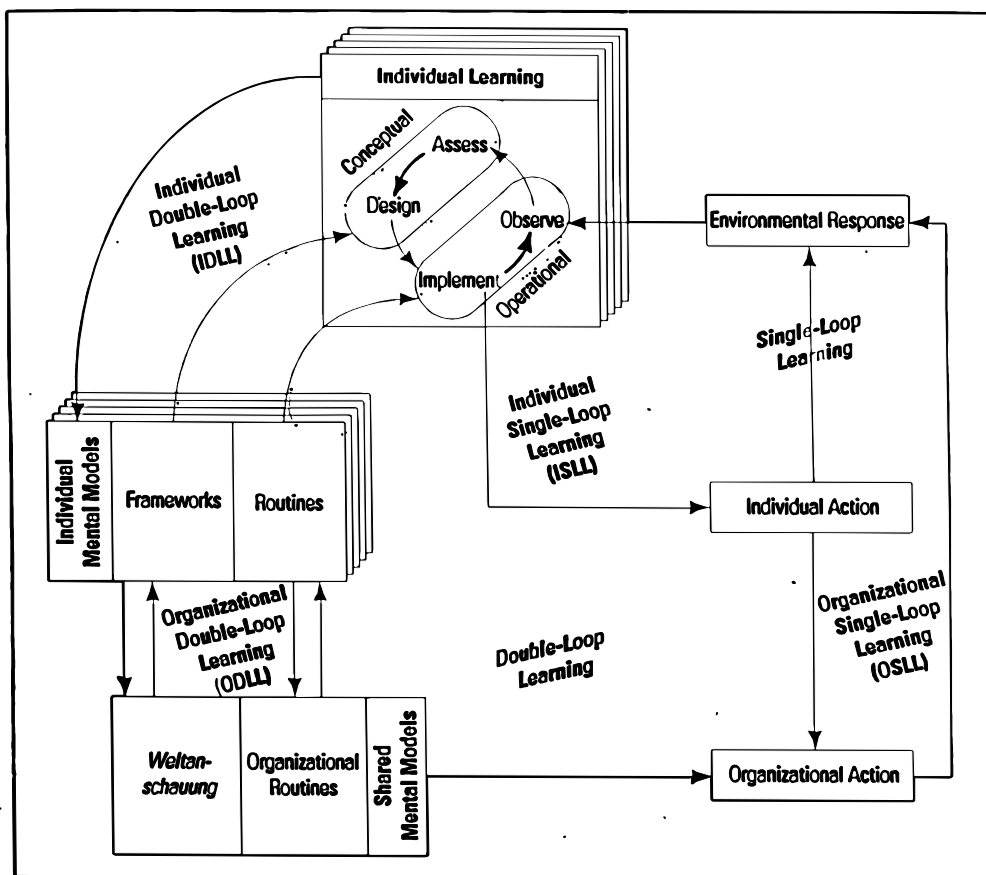 Individual Learning
Conceptual
Assess
Design
Observe
Implement
Operational
Individual
Double-Loop
Learning
(IDLL)
Environmental Response
Single-Loop
Learning
Individual
Single-Loop
Learning
(ISLL)
Individual
Mental Models
Frameworks
Routines
Individual Action
Organizational
Double-Loop
Learning
(ODLL)
Double-Loop
Learning
Organizational
Single-Loop
Learning
(OSLL)
Weltan-
schauung
Organizational
Routines
Shared
Mental Models
Organizational Action